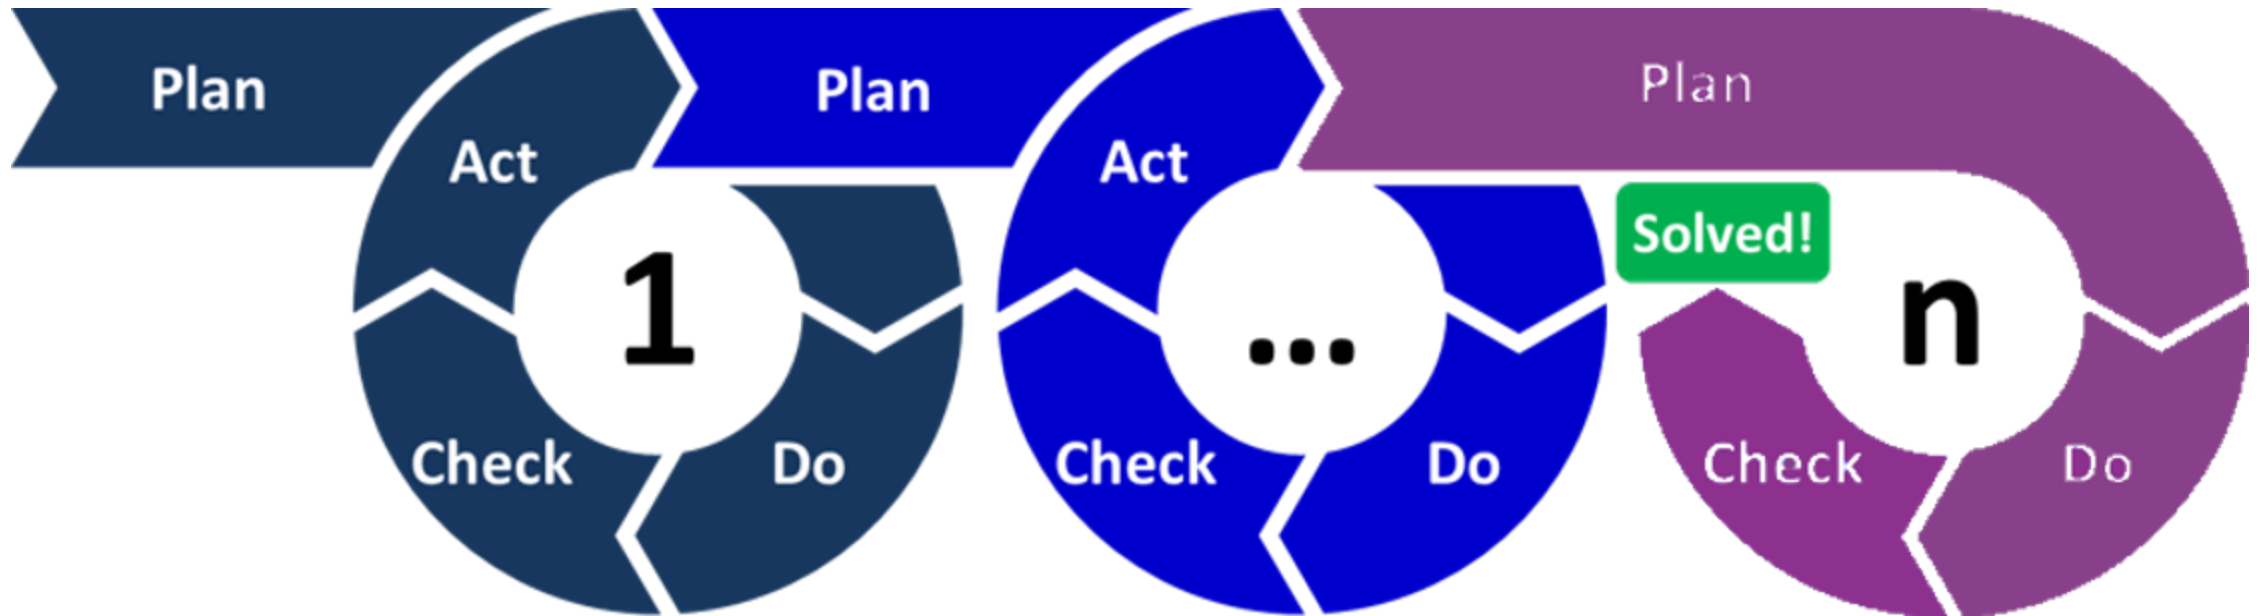 Plan
Act
1
Check
Do
Plan
Act
...
Check
Do
Plan
Solved!
n
Check
Do